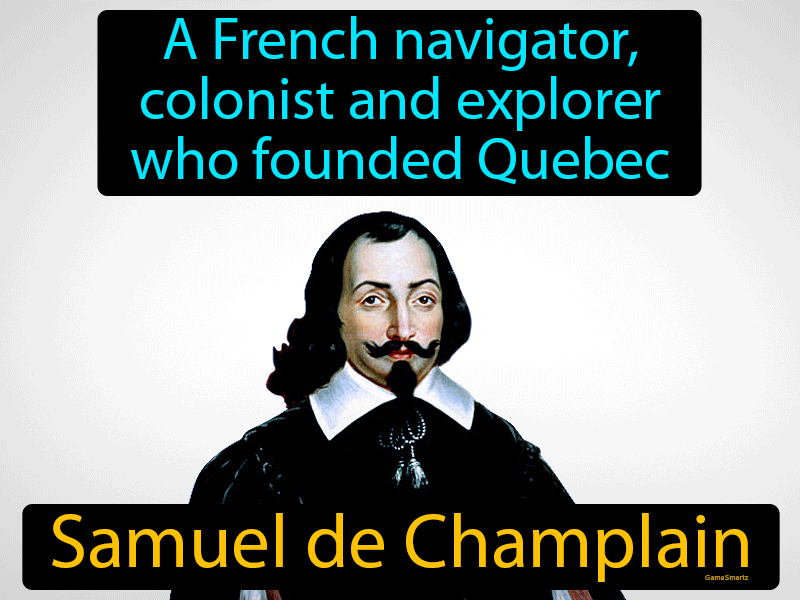 A French navigator,
colonist and explorer
who founded Quebec
Samuel de Champlain
GameSmartz